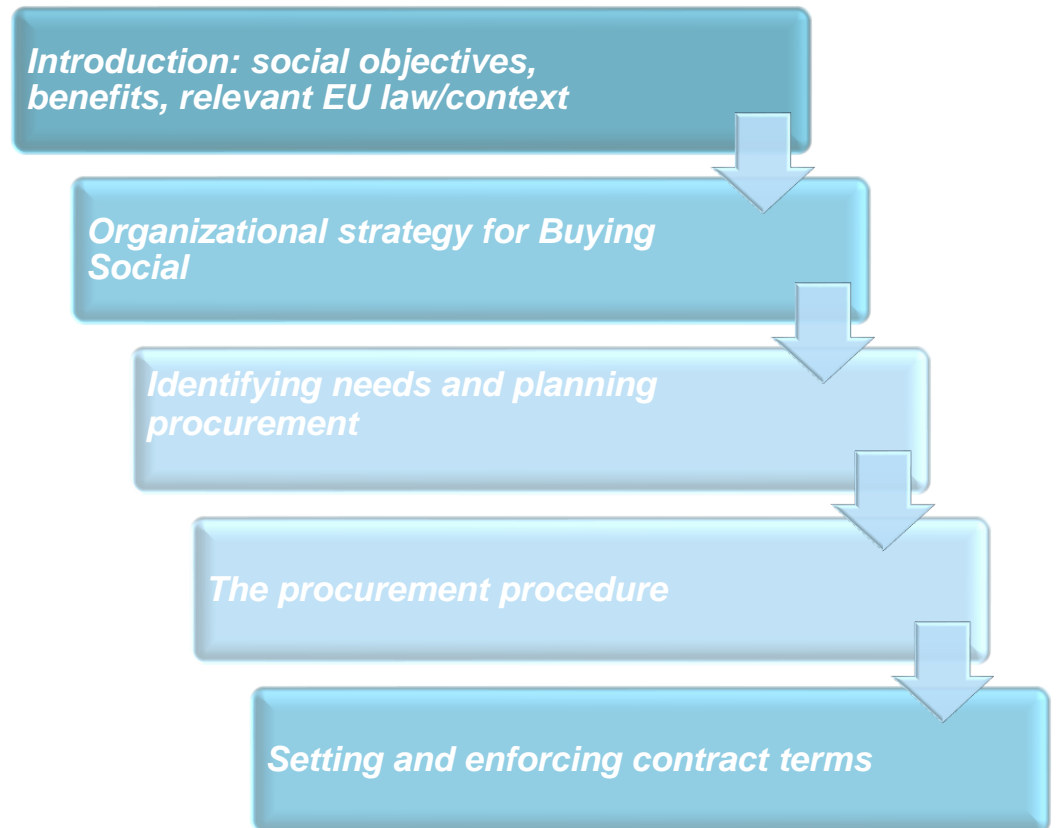 Introduction: social objectives,
benefits, relevant EU law/context
Organizational strategy for Buying
Social
Identifying needs and planning
procurement
The procurement procedure
Setting and enforcing contract terms